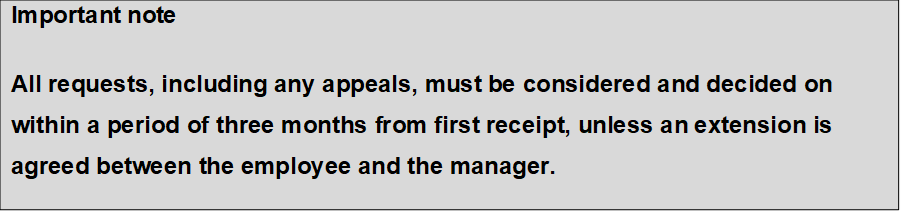 Important note
All requests, including any appeals, must be considered and decided on
within a period of three months from first receipt, unless an extension is
agreed between the employee and the manager.